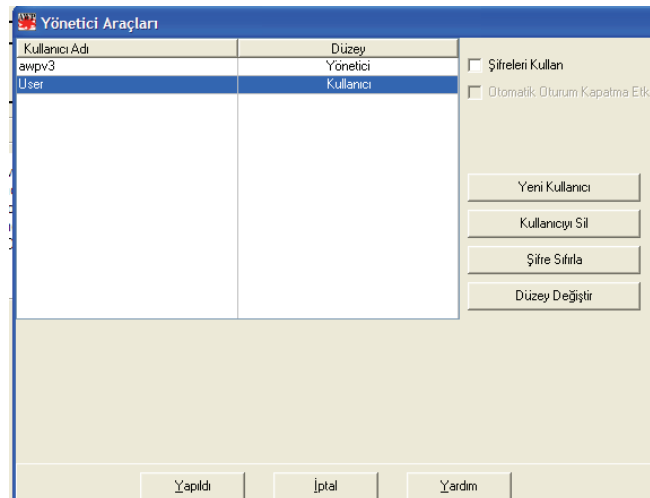 Yönetici Araçları
Kullanıcı Adı Düzey
awpv3 Yönetici
User Kullanıcı
Şifreleri Kullan
Otomatik Oturum Kapatma Etk
Yeni Kullanıcı
Kullanıcıyı Sil
Şifre Sıfırla
Düzey Değiştir
Yapıldı İptal Yardım